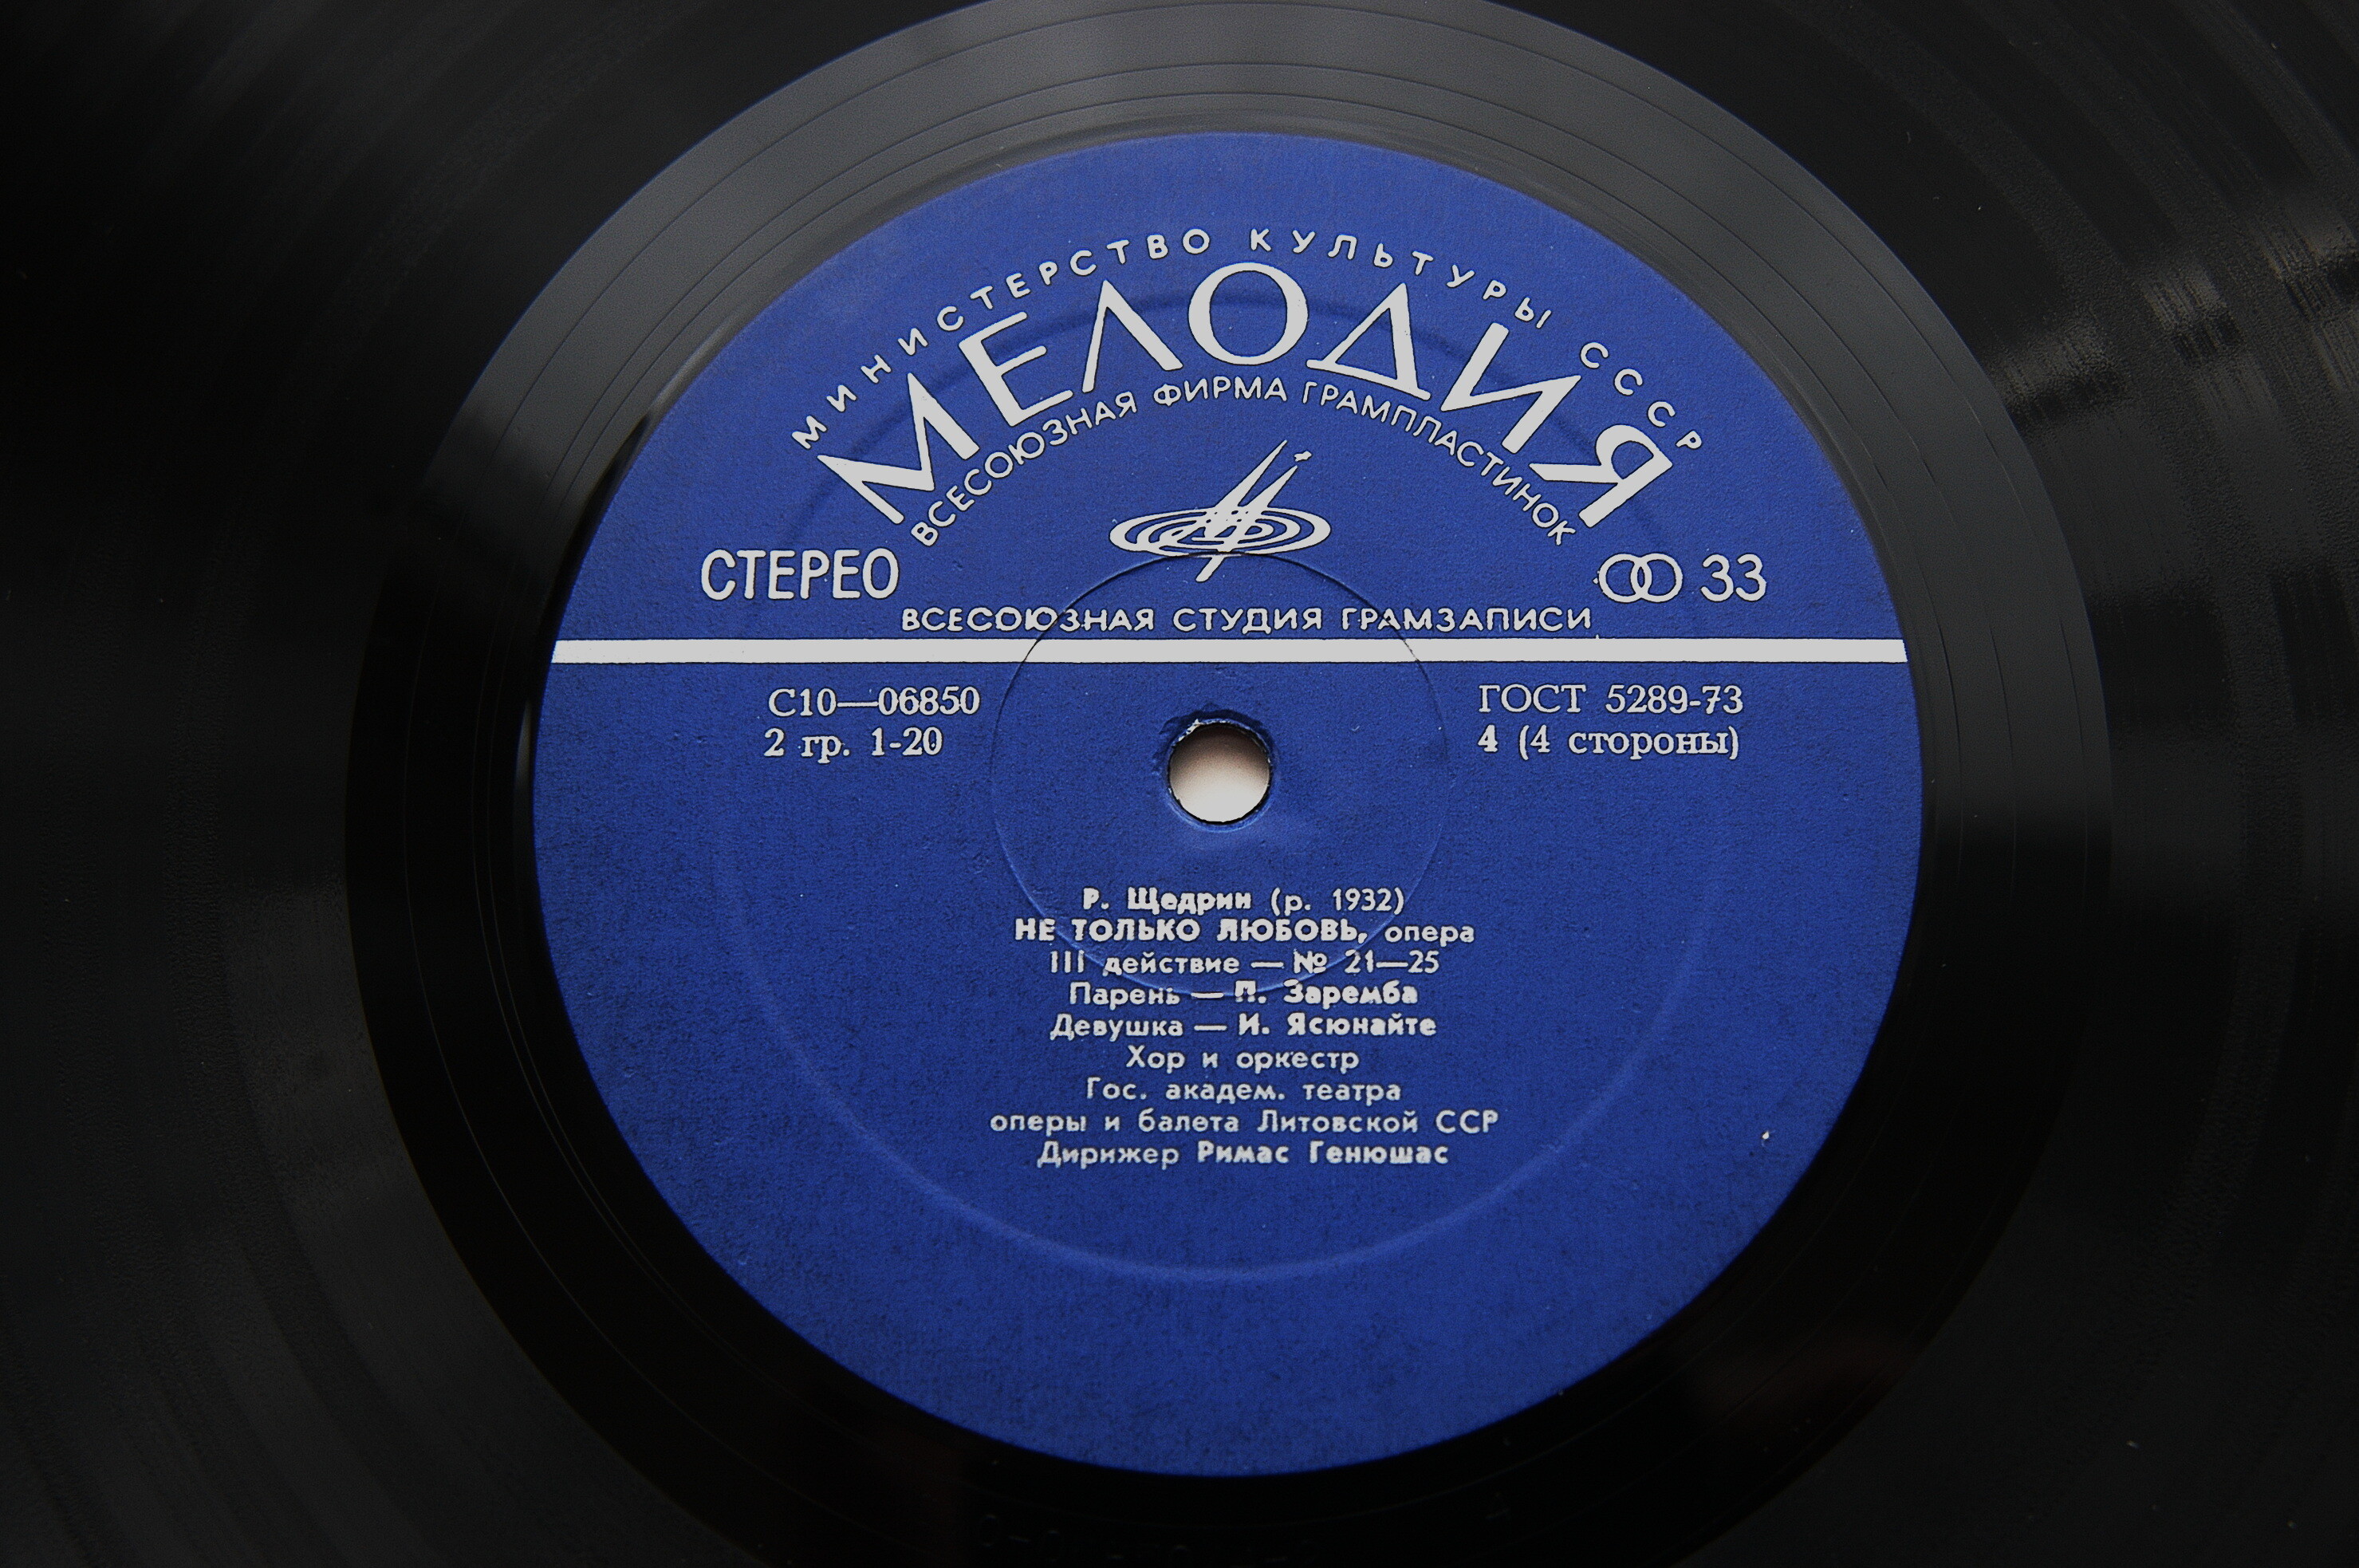 МИНИСТЕРСТВО КУЛЬТУРЫ СССР
МЕЛОДИЯ
ВСЕСОЮЗНАЯ ФИРМА ГРАМПЛАСТИНОК
СТЕРЕО
33
ВСЕСОЮЗНАЯ СТУДИЯ ГРАМЗАПИСИ
С10—06850
2 гр. 1-20
ГОСТ 5289-73
4 (4 стороны)
Р. Щедрин (р. 1932)
НЕ ТОЛЬКО ЛЮБОВЬ, опера
III действие — № 21—25
Парень — П. Заремба
Девушка — И. Ясюнайте
Хор и оркестр
Гос. академ. театра
оперы и балета Литовской ССР
Дирижер Римас Генюшас